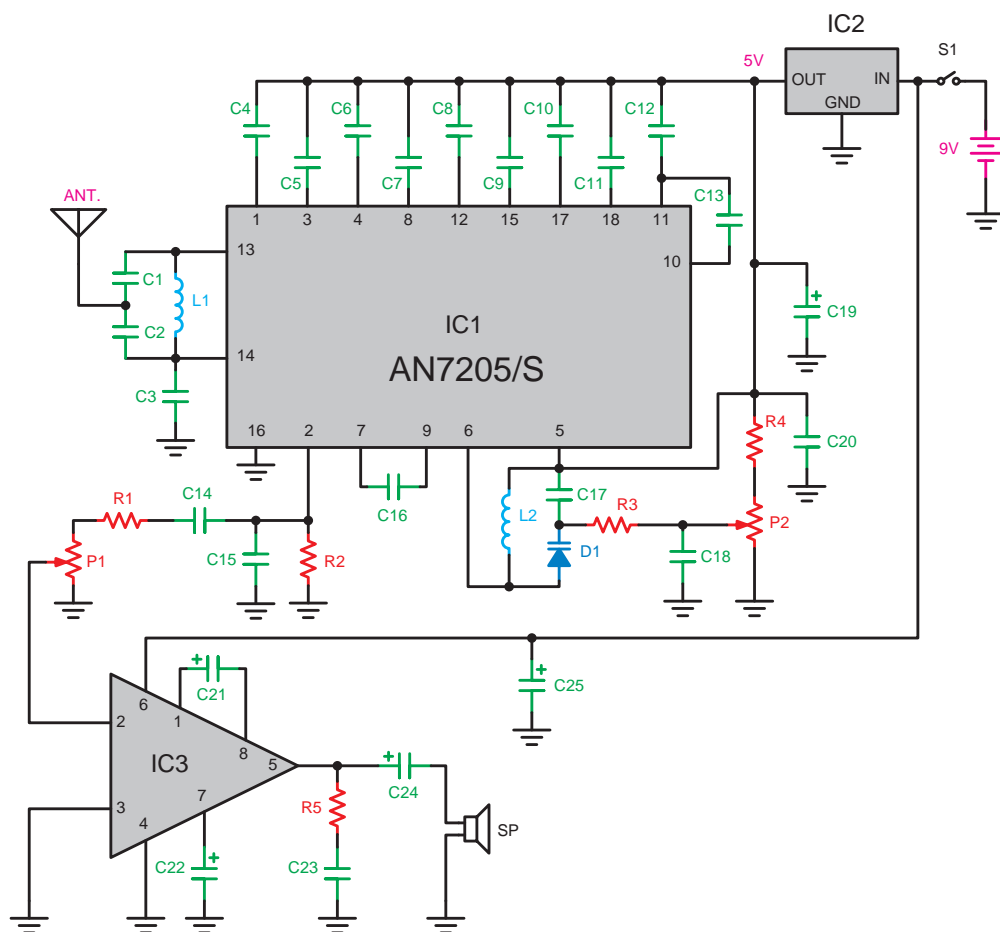 IC2
S1
5V
OUT
IN
GND
9V
C4
C6
C8
C10
C12
C5
C7
C9
C11
C13
ANT.
1
3
4
8
12
15
17
18
11
13
10
C1
L1
C2
C19
IC1
14
AN7205/S
C3
16
2
7
9
6
5
R4
C20
R1
C14
C16
C17
L2
R3
P2
P1
C15
R2
D1
C18
6
1
C21
C25
2
8
IC3
5
7
C24
3
4
R5
SP
C22
C23
+
+
+
+
+